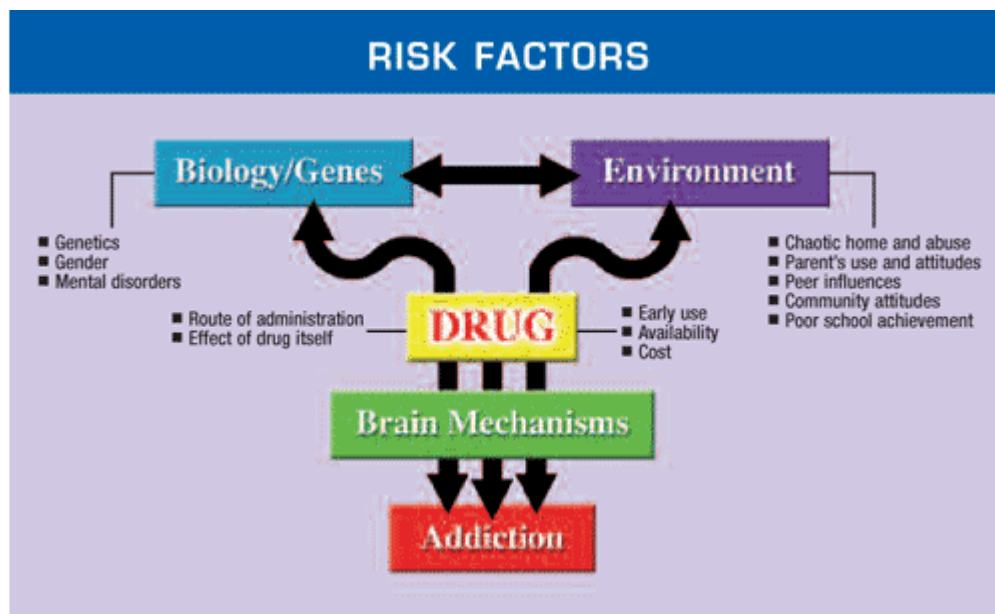 RISK FACTORS
Biology/Genes
Environment
■ Genetics
■ Gender
■ Mental disorders
■ Chaotic home and abuse
■ Parent's use and attitudes
■ Peer influences
■ Community attitudes
■ Poor school achievement
■ Route of administration
■ Effect of drug itself
DRUG
■ Early use
■ Availability
■ Cost
Brain Mechanisms
Addiction